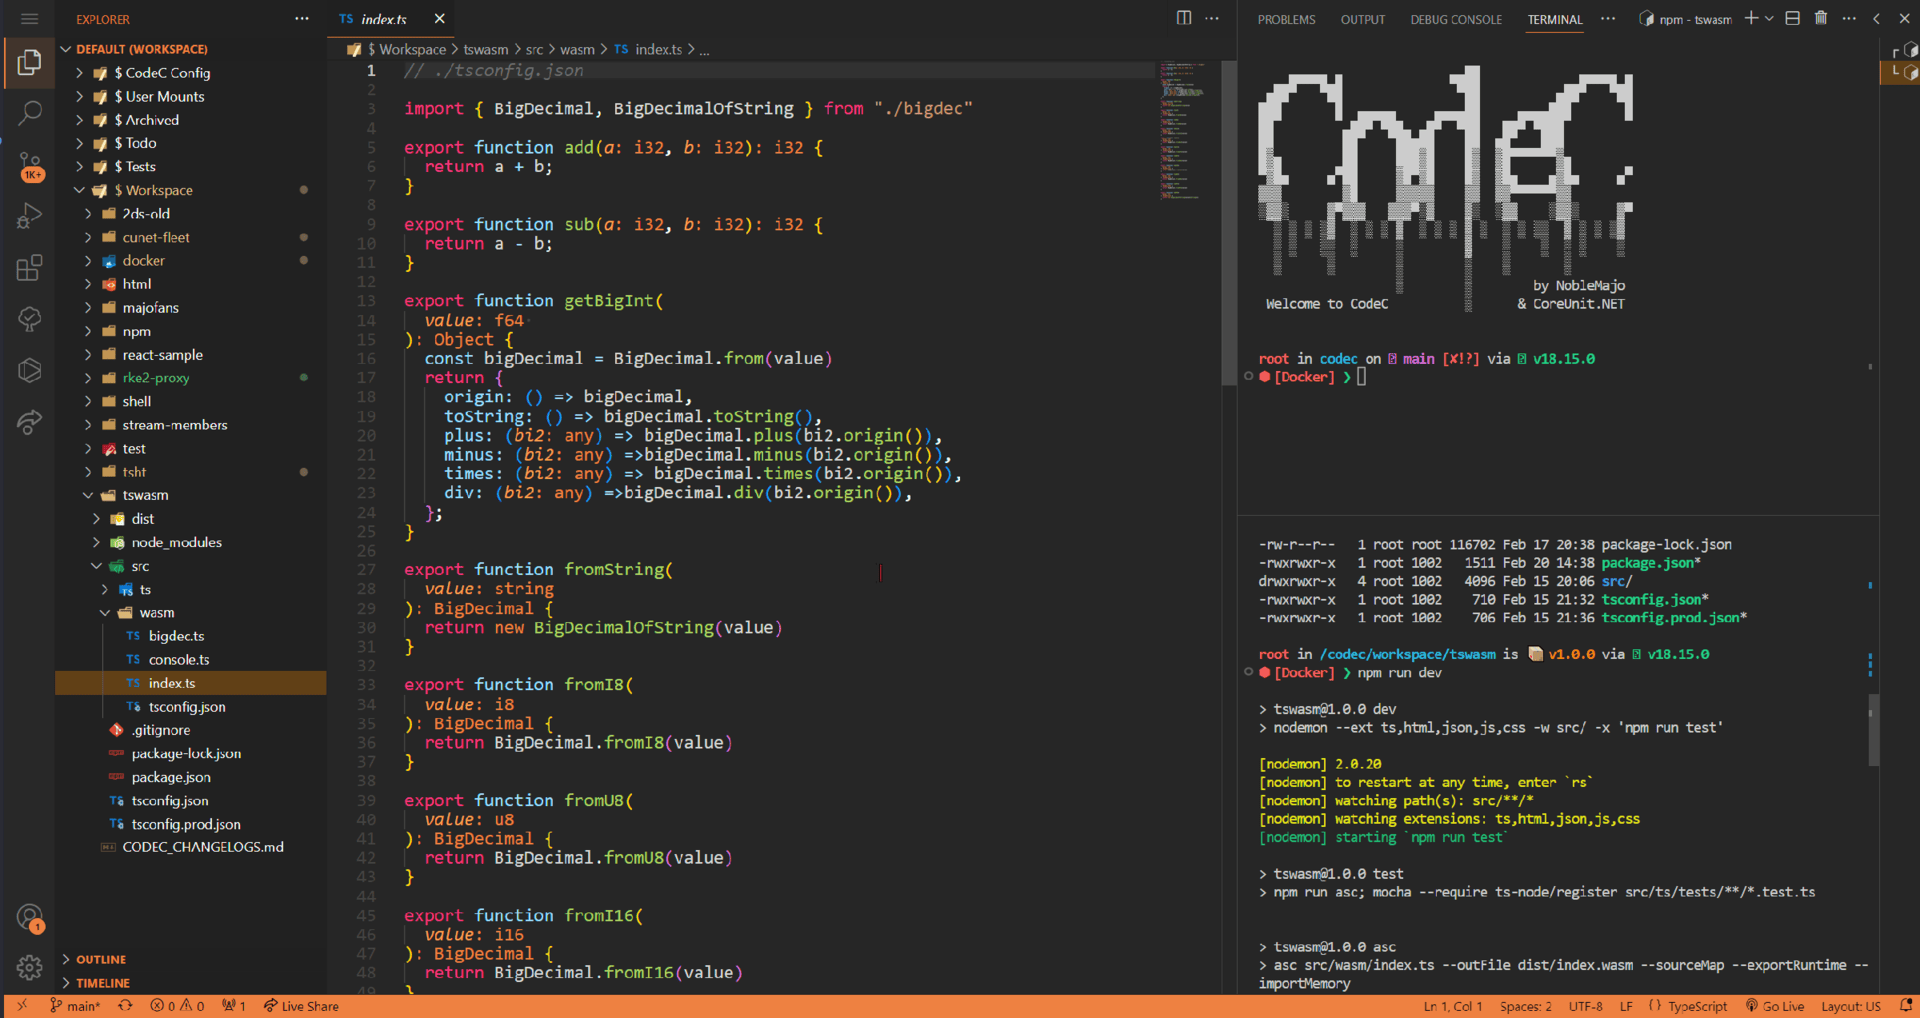 EXPLORER
DEFAULT (WORKSPACE)
$ CodeC Config
$ User Mounts
$ Archived
$ Todo
$ Tests
$ Workspace
2ds-old
cunet-fleet
docker
html
majofans
npm
react-sample
rke2-proxy
shell
stream-members
test
tsht
tswasm
dist
node_modules
src
ts
wasm
TS bigdec.ts
TS console.ts
TS index.ts
tsconfig.json
.gitignore
package-lock.json
package.json
tsconfig.json
tsconfig.prod.json
CODEC_CHANGELOGS.md
OUTLINE
TIMELINE
1K+
1
TS index.ts
$ Workspace > tswasm > src > wasm > TS index.ts > ...
1 // ./tsconfig.json
2
3 import { BigDecimal, BigDecimalOfString } from "./bigdec"
4
5 export function add(a: i32, b: i32): i32 {
6 return a + b;
7 }
8
9 export function sub(a: i32, b: i32): i32 {
10 return a - b;
11 }
12
13 export function getBigInt(
14 value: f64
15 ): Object {
16 const bigDecimal = BigDecimal.from(value)
17 return {
18 origin: () => bigDecimal,
19 toString: () => bigDecimal.toString(),
20 plus: (bi2: any) => bigDecimal.plus(bi2.origin()),
21 minus: (bi2: any) =>bigDecimal.minus(bi2.origin()),
22 times: (bi2: any) => bigDecimal.times(bi2.origin()),
23 div: (bi2: any) =>bigDecimal.div(bi2.origin()),
24 };
25 }
26
27 export function fromString(
28 value: string
29 ): BigDecimal {
30 return new BigDecimalOfString(value)
31 }
32
33 export function fromI8(
34 value: i8
35 ): BigDecimal {
36 return BigDecimal.fromI8(value)
37 }
38
39 export function fromU8(
40 value: u8
41 ): BigDecimal {
42 return BigDecimal.fromU8(value)
43 }
44
45 export function fromI16(
46 value: i16
47 ): BigDecimal {
48 return BigDecimal.fromI16(value)
49 }
PROBLEMS OUTPUT DEBUG CONSOLE TERMINAL npm - tswasm
CodeC
by NobleMajo
Welcome to CodeC & CoreUnit.NET
root in codec on main [✘!?] via v18.15.0
[Docker] ❯
-rw-r--r-- 1 root root 116702 Feb 17 20:38 package-lock.json
-rwxrwxr-x 1 root 1002 1511 Feb 20 14:38 package.json*
drwxrwxr-x 4 root 1002 4096 Feb 15 20:06 src/
-rwxrwxr-x 1 root 1002 710 Feb 15 21:32 tsconfig.json*
-rwxrwxr-x 1 root 1002 706 Feb 15 21:36 tsconfig.prod.json*
root in /codec/workspace/tswasm is v1.0.0 via v18.15.0
[Docker] ❯ npm run dev
> tswasm@1.0.0 dev
> nodemon --ext ts,html,json,js,css -w src/ -x 'npm run test'
[nodemon] 2.0.20
[nodemon] to restart at any time, enter `rs`
[nodemon] watching path(s): src/**/*
[nodemon] watching extensions: ts,html,json,js,css
[nodemon] starting `npm run test`
> tswasm@1.0.0 test
> npm run asc; mocha --require ts-node/register src/ts/tests/**/*.test.ts
> tswasm@1.0.0 asc
> asc src/wasm/index.ts --outFile dist/index.wasm --sourceMap --exportRuntime --
importMemory
main* 0 0 1 Live Share Ln 1, Col 1 Spaces: 2 UTF-8 LF { } TypeScript Go Live Layout: US